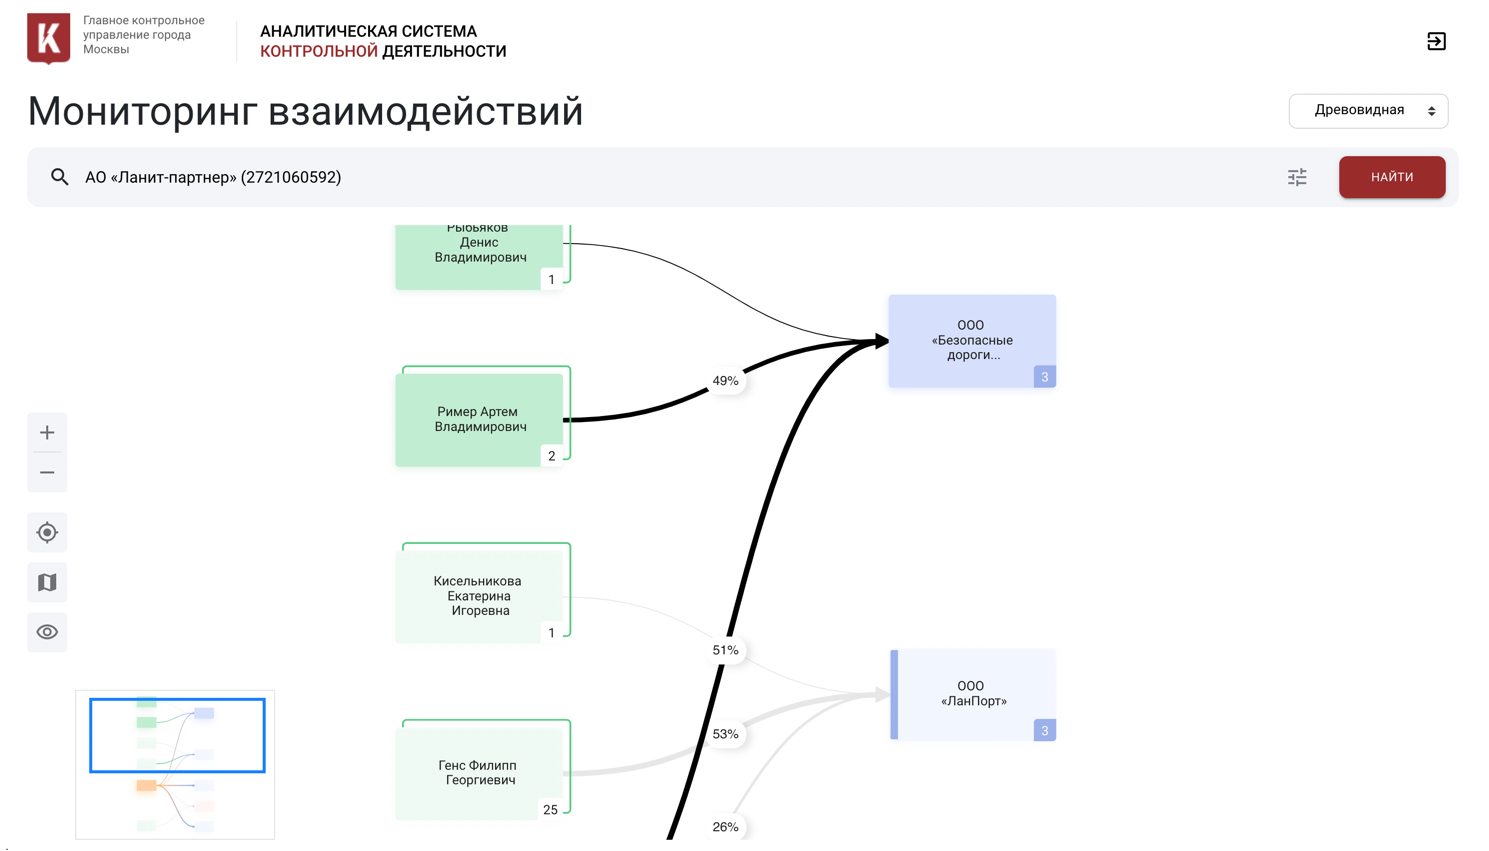 К
Главное контрольное
управление города
Москвы
АНАЛИТИЧЕСКАЯ СИСТЕМА
КОНТРОЛЬНОЙ ДЕЯТЕЛЬНОСТИ
Мониторинг взаимодействий
Древовидная
АО «Ланит-партнер» (2721060592)
НАЙТИ
Рыбьяков
Денис
Владимирович
1
ООО
«Безопасные
дороги...
3
49%
Ример Артем
Владимирович
2
Кисельникова
Екатерина
Игоревна
1
51%
ООО
«ЛанПорт»
3
53%
Генс Филипп
Георгиевич
25
26%